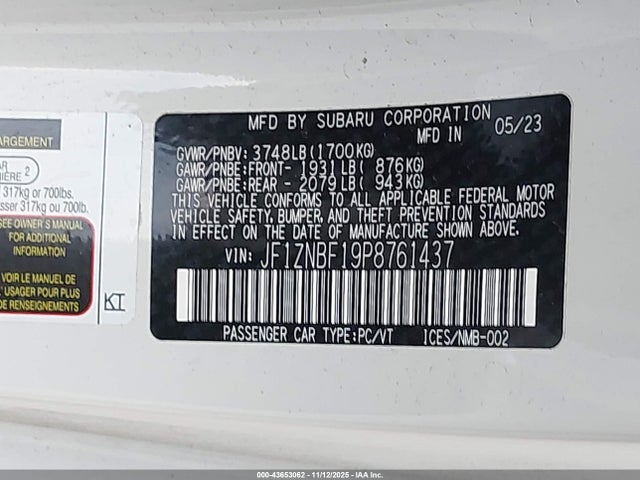 MFD BY SUBARU CORPORATION
MFD IN 05/23
GVWR/PNBV: 3748LB(1700KG)
GAWR/PNBE:FRONT- 1931LB( 876KG)
GAWR/PNBE:REAR - 2079LB( 943KG)
THIS VEHICLE CONFORMS TO ALL APPLICABLE FEDERAL MOTOR
VEHICLE SAFETY, BUMPER, AND THEFT PREVENTION STANDARDS
IN EFFECT ON THE DATE OF MANUFACTURE SHOWN ABOVE.
VIN: JF1ZNBF19P8761437
PASSENGER CAR TYPE:PC/VT ICES/NMB-002
ARGEMENT
2
317kg or 700lbs.
sser 317kg ou 700lb.
SEE OWNER'S MANUAL
FOR ADDITIONAL
INFORMATION
VOIR LE MANUEL DE
L' USAGER POUR PLUS
DE RENSEIGNEMENTS
KT
000-43653062 - 11/12/2025 - IAA Inc.